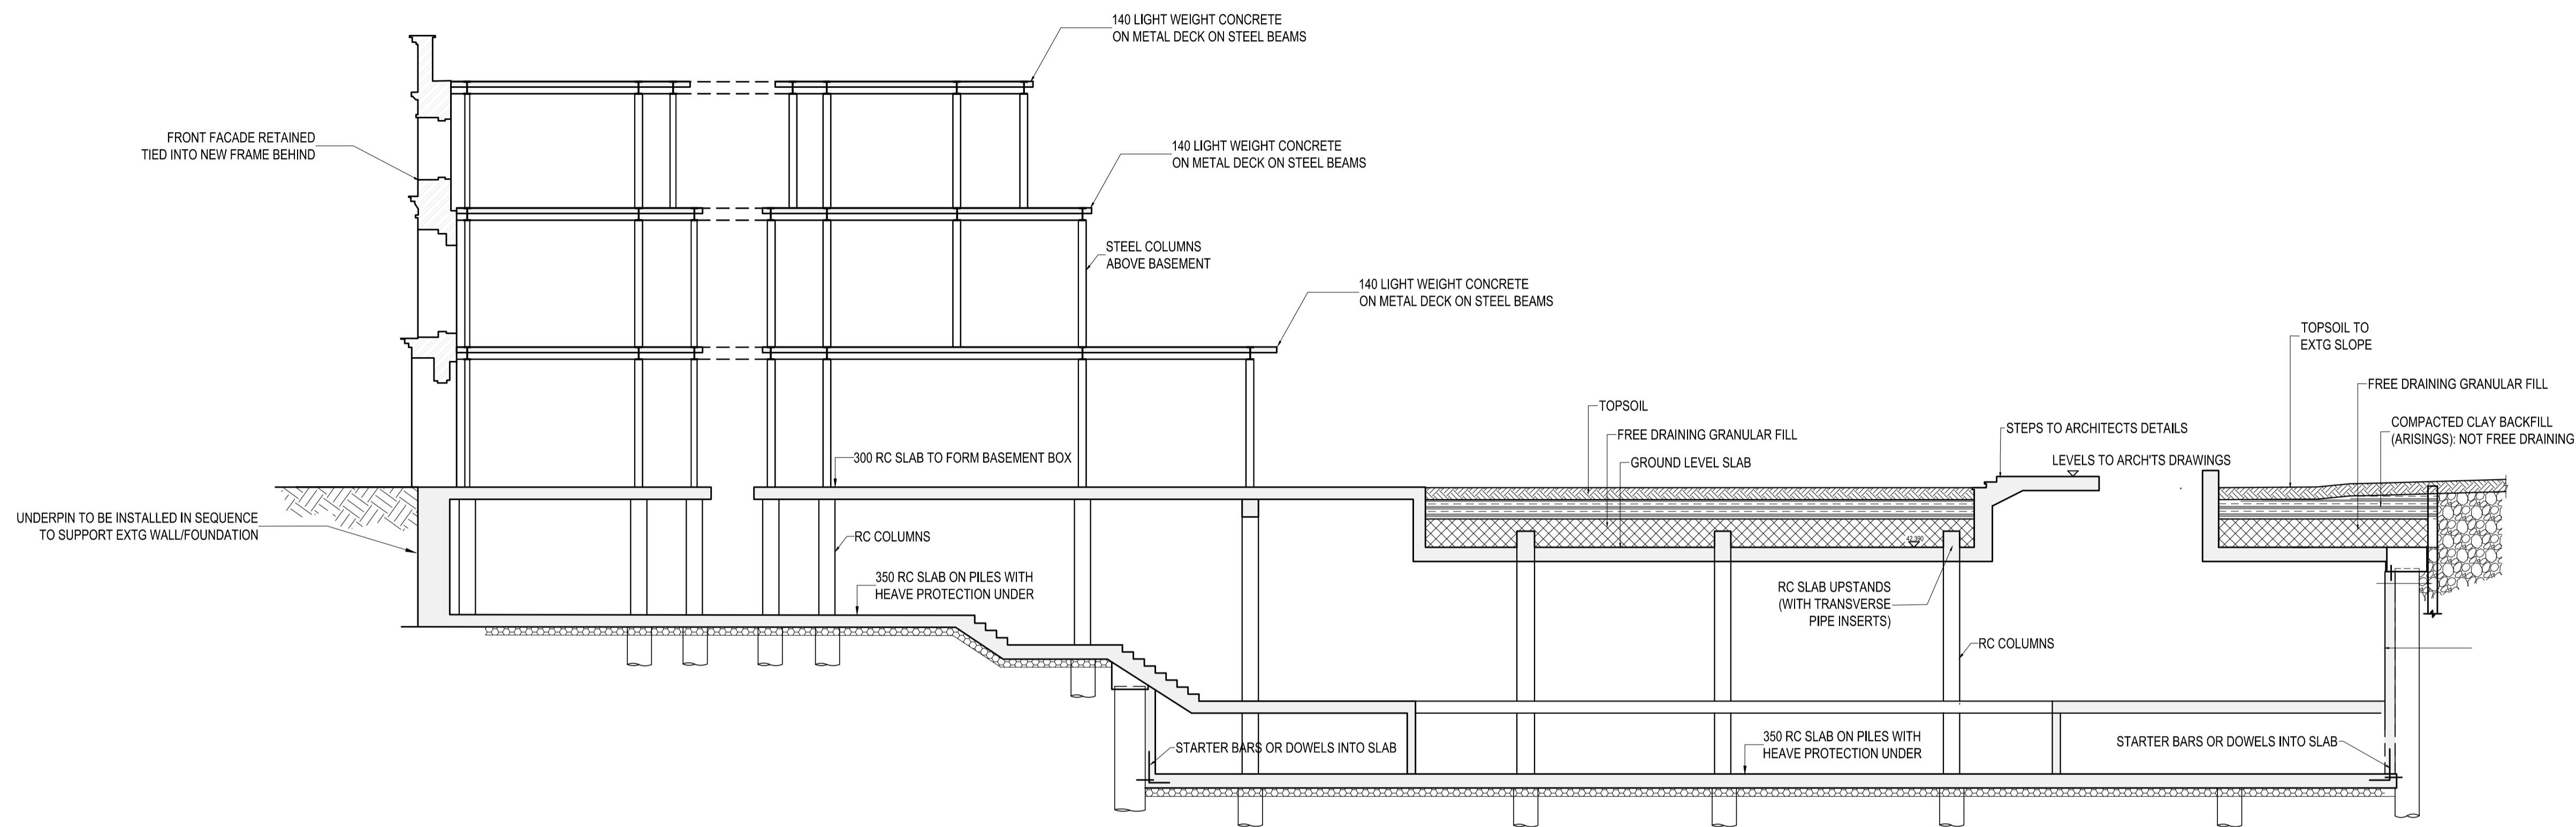 140 LIGHT WEIGHT CONCRETE
ON METAL DECK ON STEEL BEAMS
FRONT FACADE RETAINED
TIED INTO NEW FRAME BEHIND
140 LIGHT WEIGHT CONCRETE
ON METAL DECK ON STEEL BEAMS
STEEL COLUMNS
ABOVE BASEMENT
140 LIGHT WEIGHT CONCRETE
ON METAL DECK ON STEEL BEAMS
TOPSOIL TO
EXTG SLOPE
FREE DRAINING GRANULAR FILL
TOPSOIL
COMPACTED CLAY BACKFILL
(ARISINGS): NOT FREE DRAINING
FREE DRAINING GRANULAR FILL
STEPS TO ARCHITECTS DETAILS
300 RC SLAB TO FORM BASEMENT BOX
GROUND LEVEL SLAB
LEVELS TO ARCH'TS DRAWINGS
UNDERPIN TO BE INSTALLED IN SEQUENCE
TO SUPPORT EXTG WALL/FOUNDATION
RC COLUMNS
350 RC SLAB ON PILES WITH
HEAVE PROTECTION UNDER
RC SLAB UPSTANDS
(WITH TRANSVERSE
PIPE INSERTS)
RC COLUMNS
STARTER BARS OR DOWELS INTO SLAB
350 RC SLAB ON PILES WITH
HEAVE PROTECTION UNDER
STARTER BARS OR DOWELS INTO SLAB